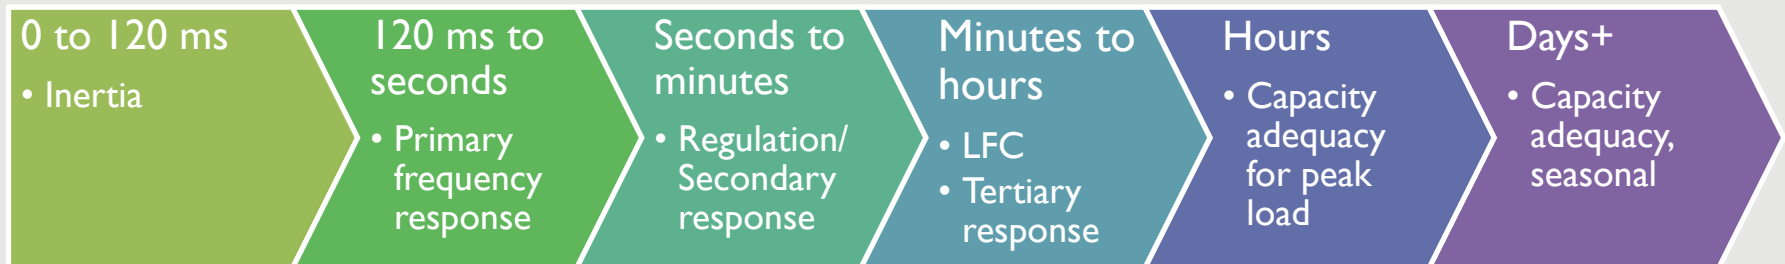 0 to 120 ms
• Inertia
120 ms to
seconds
• Primary
frequency
response
Seconds to
minutes
• Regulation/
Secondary
response
Minutes to
hours
• LFC
• Tertiary
response
Hours
• Capacity
adequacy
for peak
load
Days+
• Capacity
adequacy,
seasonal